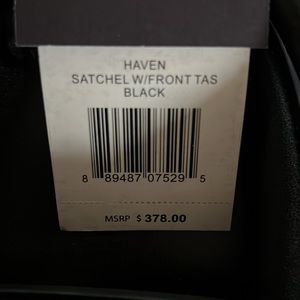 HAVEN
SATCHEL W/FRONT TAS
BLACK
8 89487 07529 5
MSRP $ 378.00